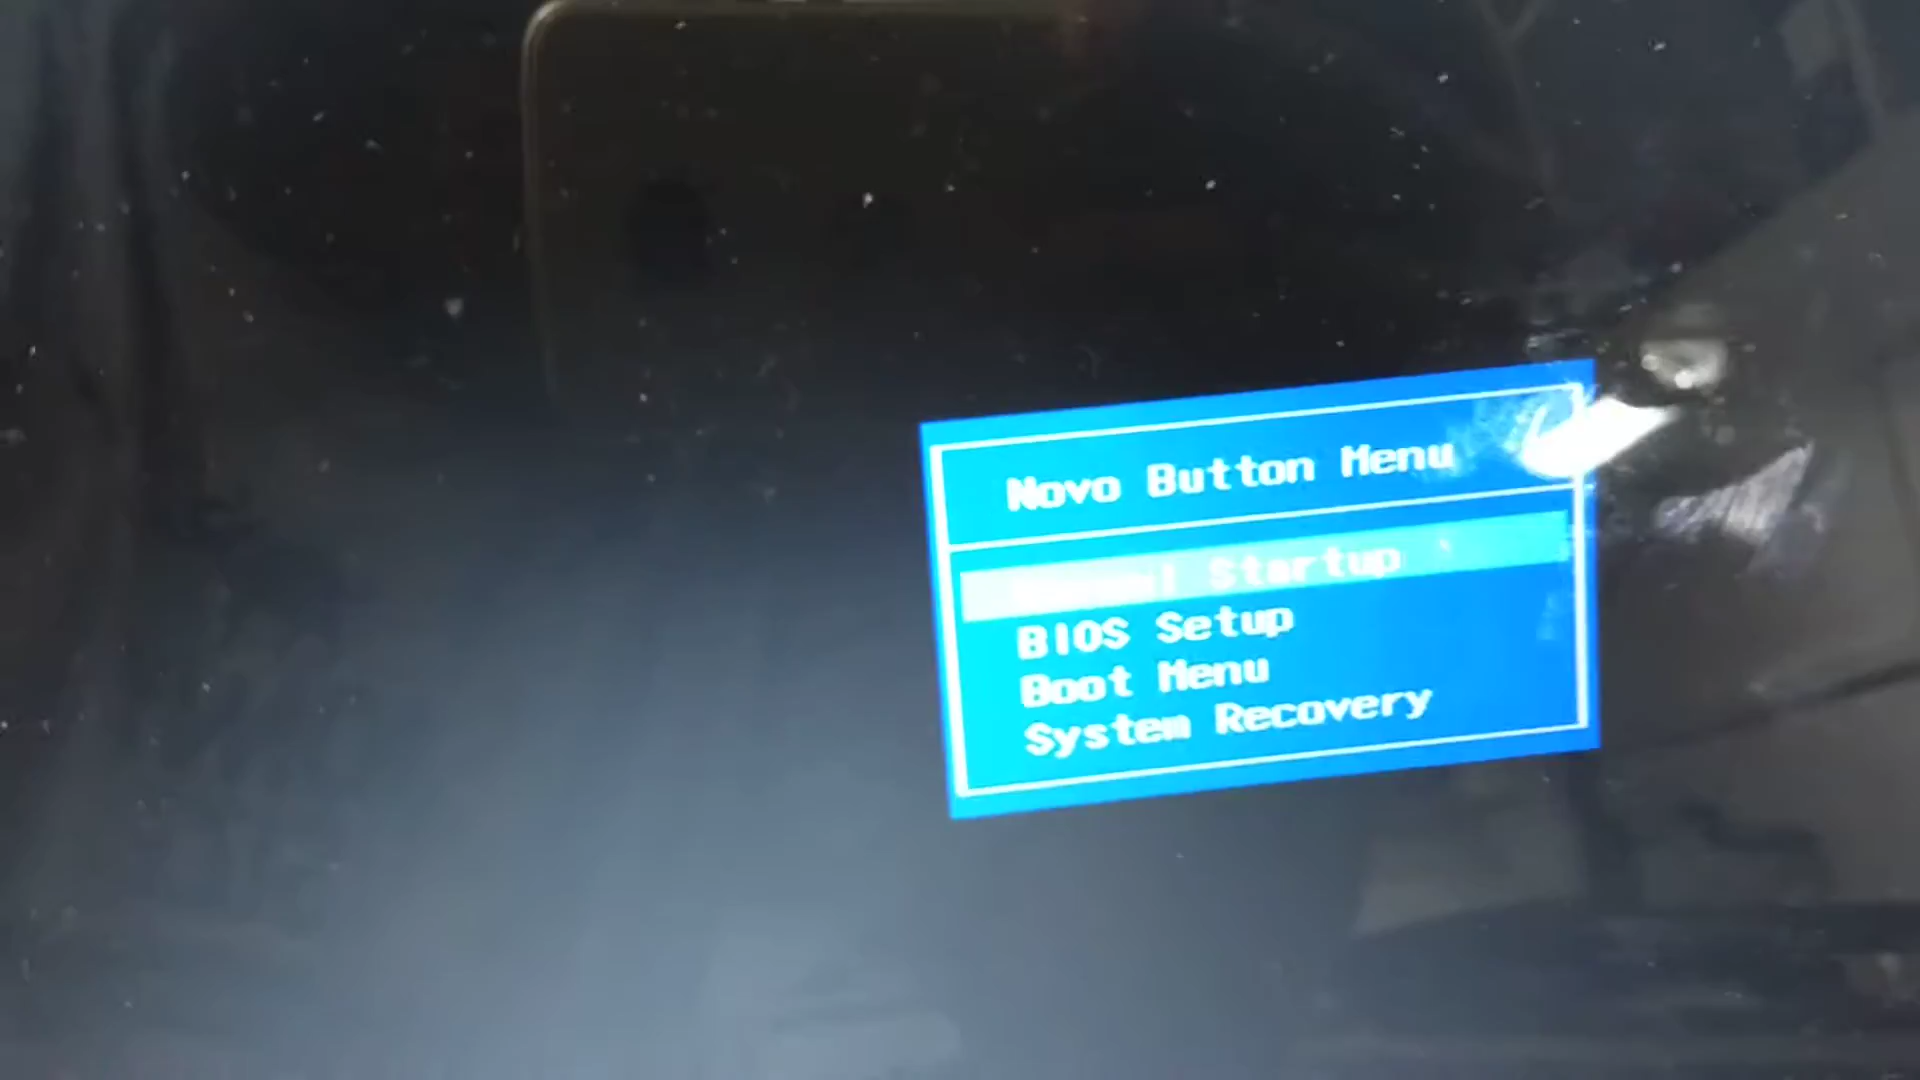 Novo Button Menu
Startup
BIOS Setup
Boot Menu
System Recovery